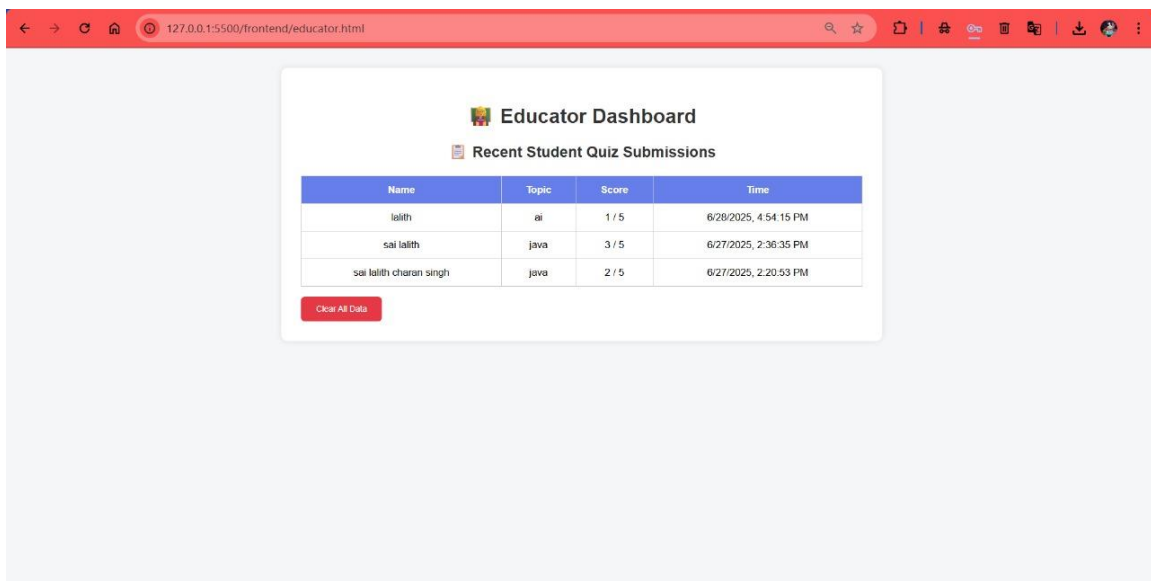 127.0.0.1:5500/frontend/educator.html
Educator Dashboard
Recent Student Quiz Submissions
Name Topic Score Time
lalith ai 1 / 5 6/28/2025, 4:54:15 PM
sai lalith java 3 / 5 6/27/2025, 2:36:35 PM
sai lalith charan singh java 2 / 5 6/27/2025, 2:20:53 PM
Clear All Data